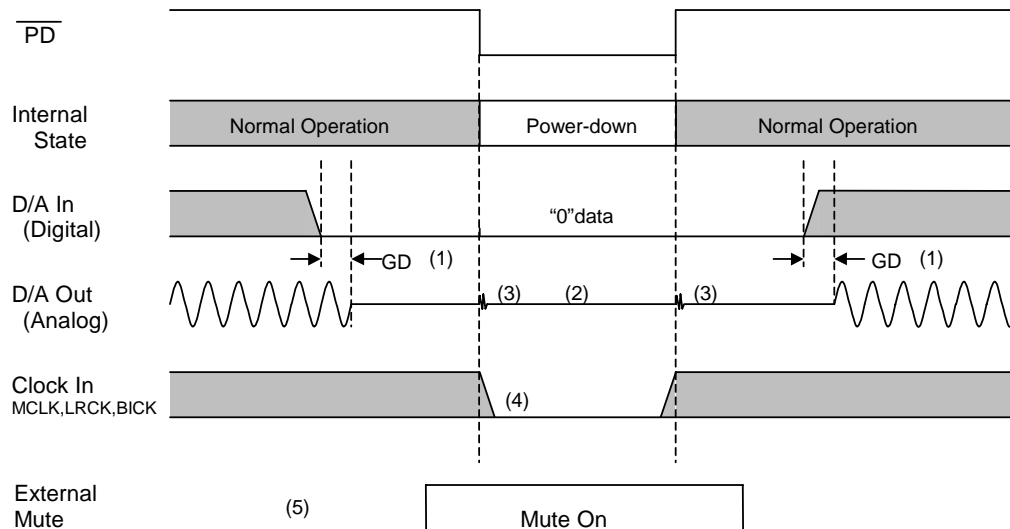 PD
Internal State
Normal Operation Power-down Normal Operation
D/A In (Digital)
“0”data
GD (1) GD (1)
D/A Out (Analog)
(3) (2) (3)
Clock In
MCLK,LRCK,BICK
(4)
External Mute
(5)
Mute On